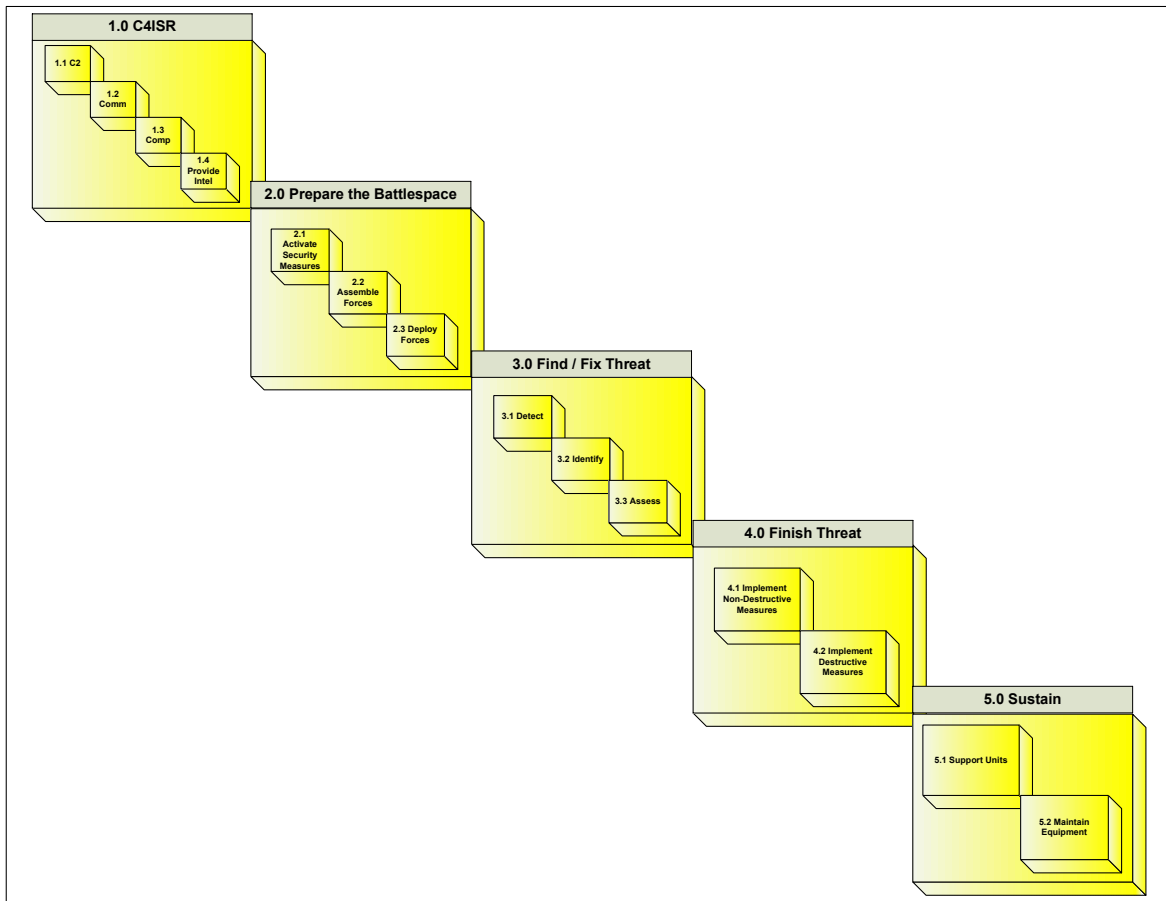 1.0 C4ISR
1.1 C2
1.2
Comm
1.3
Comp
1.4
Provide
Intel
2.0 Prepare the Battlespace
2.1
Activate
Security
Measures
2.2
Assemble
Forces
2.3 Deploy
Forces
3.0 Find / Fix Threat
3.1 Detect
3.2 Identify
3.3 Assess
4.0 Finish Threat
4.1 Implement
Non-Destructive
Measures
4.2 Implement
Destructive
Measures
5.0 Sustain
5.1 Support Units
5.2 Maintain
Equipment